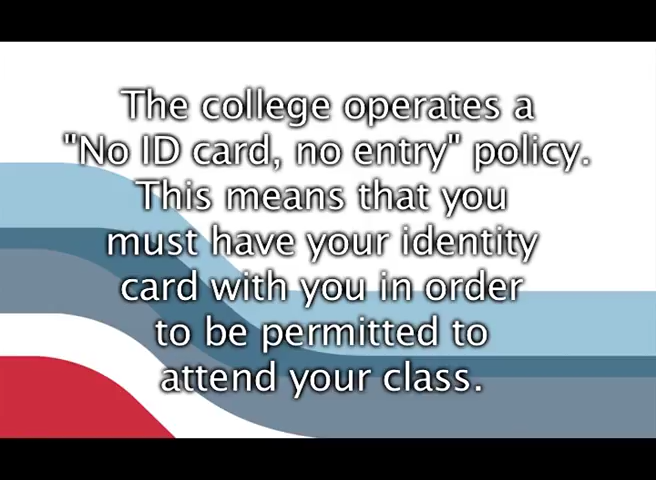 The college operates a
"No ID card, no entry" policy.
This means that you
must have your identity
card with you in order
to be permitted to
attend your class.